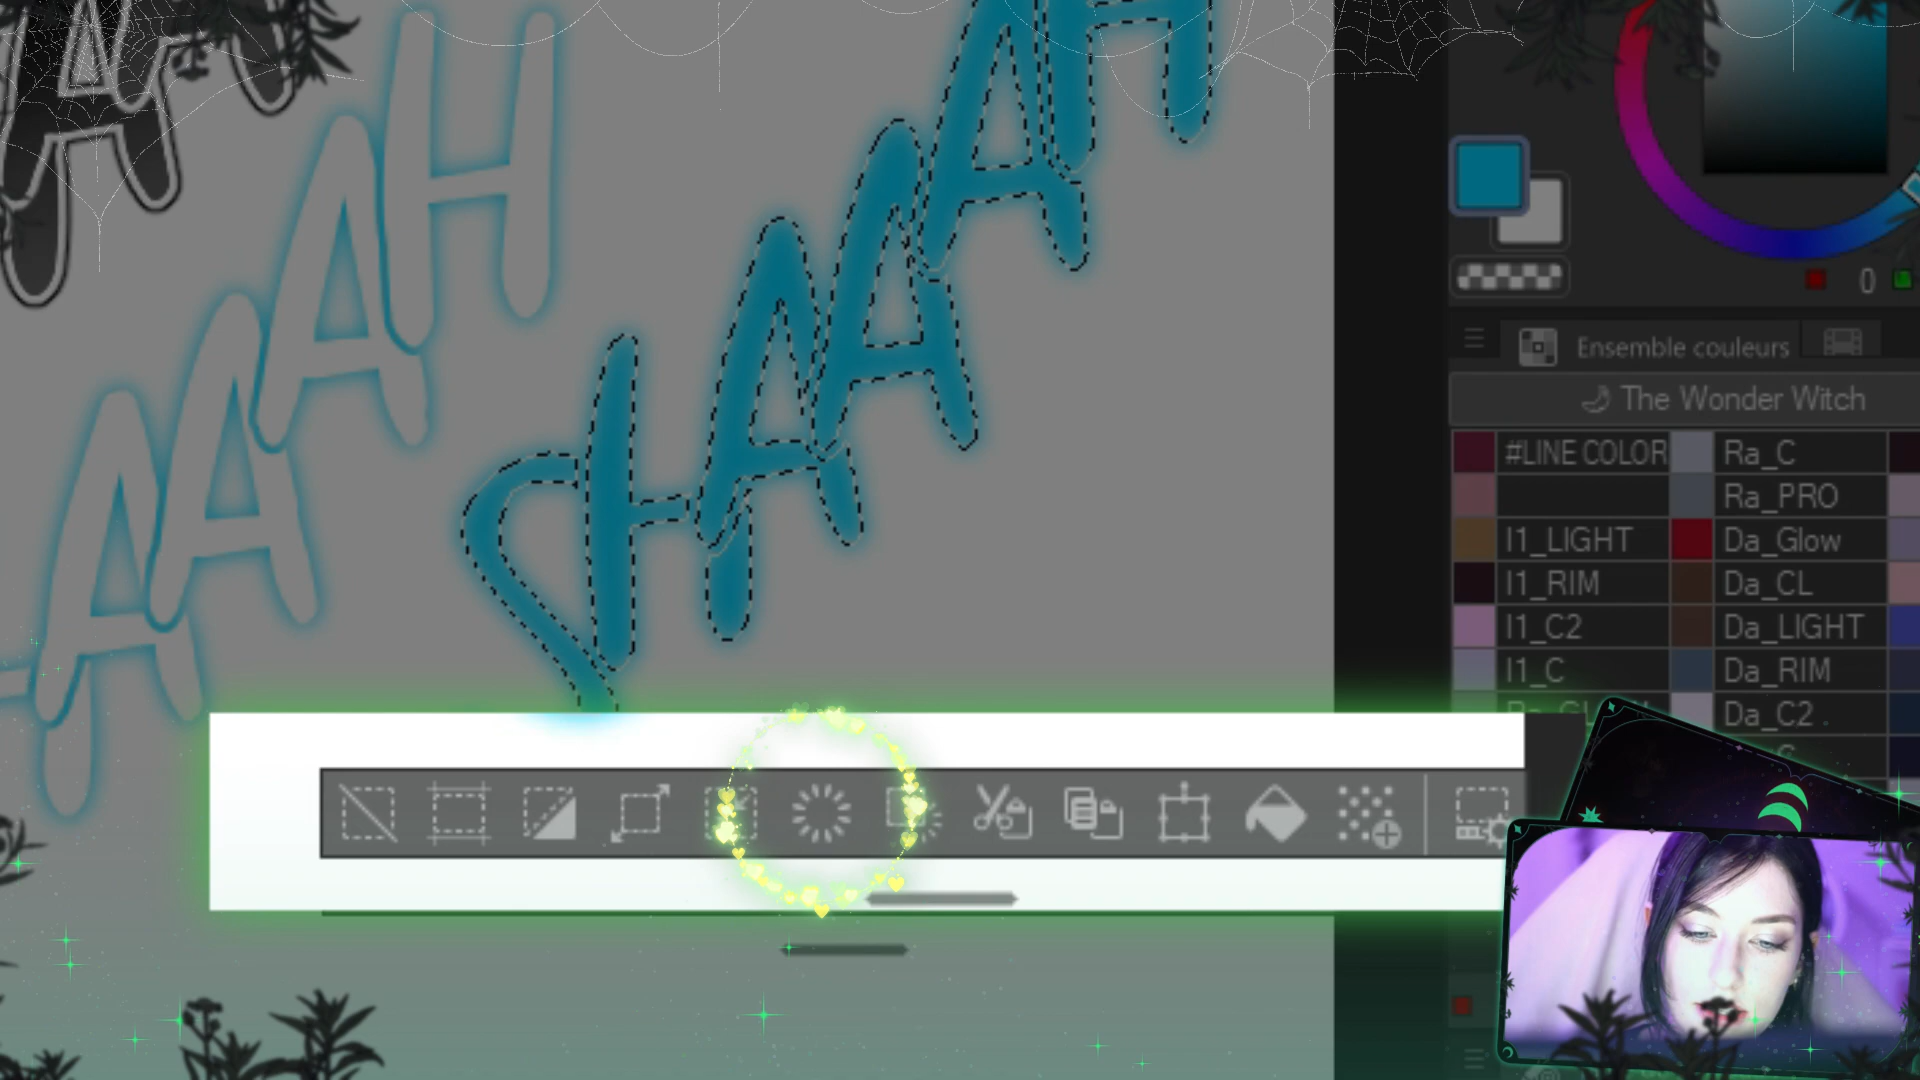 AAAH
HAAAH
0
Ensemble couleurs
The Wonder Witch
#LINE COLOR
Ra_C
Ra_PRO
I1_LIGHT
Da_Glow
I1_RIM
Da_CL
I1_C2
Da_LIGHT
I1_C
Da_RIM
Da_C2